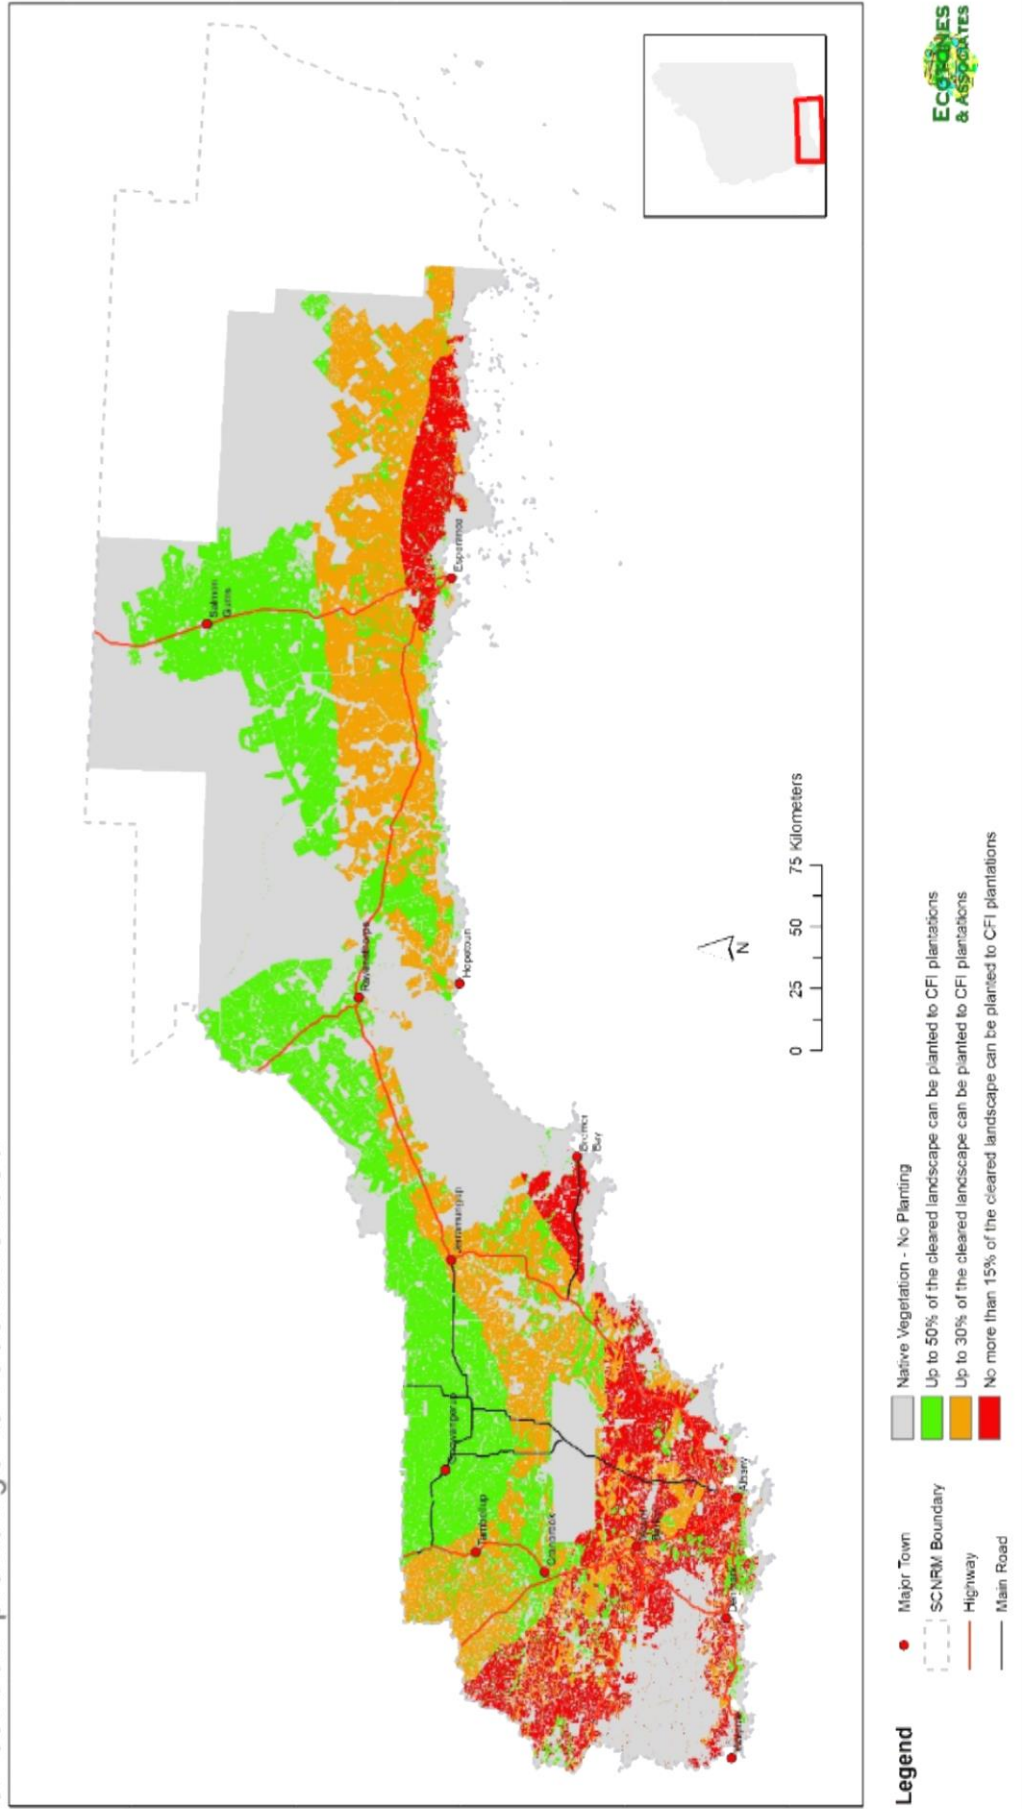 Salmon
Gums
Esperance
Ravensthorpe
Hopetoun
Jerramungup
Bremer
Bay
Tambellup
Cranbrook
Albany
N
0 25 50 75 Kilometers
Legend
Major Town
SCNRM Boundary
Highway
Main Road
Native Vegetation - No Planting
Up to 50% of the cleared landscape can be planted to CFI plantations
Up to 30% of the cleared landscape can be planted to CFI plantations
No more than 15% of the cleared landscape can be planted to CFI plantations
ECOTONES
& ASSOCIATES